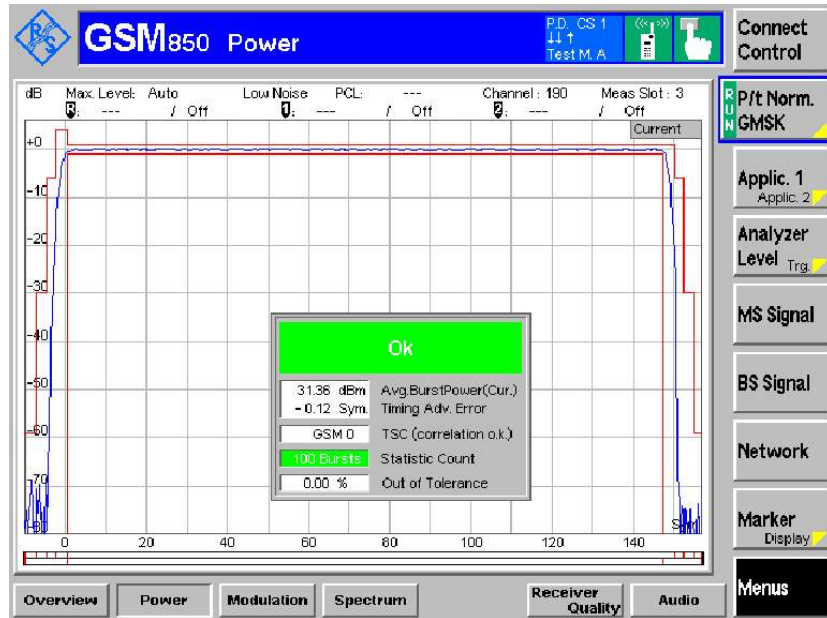 GSM850 Power
P.D. CS 1
Test M. A
Connect Control
dB Max. Level: Auto Low Noise PCL: --- Channel : 190 Meas Slot : 3
R: --- / Off 1: --- / Off 2: --- / Off
Current
RUN
P/t Norm. GMSK
Applic. 1
Applic. 2
Analyzer Level Trg.
MS Signal
BS Signal
Network
Marker
Display
Menus
+0
-10
-20
-30
-40
-50
-60
-70
-80
Ok
31.36 dBm Avg.BurstPower(Cur.)
- 0.12 Sym. Timing Adv. Error
GSM 0 TSC (correlation o.k.)
100 Bursts Statistic Count
0.00 % Out of Tolerance
0 20 40 60 80 100 120 140
Overview Power Modulation Spectrum Receiver Quality Audio